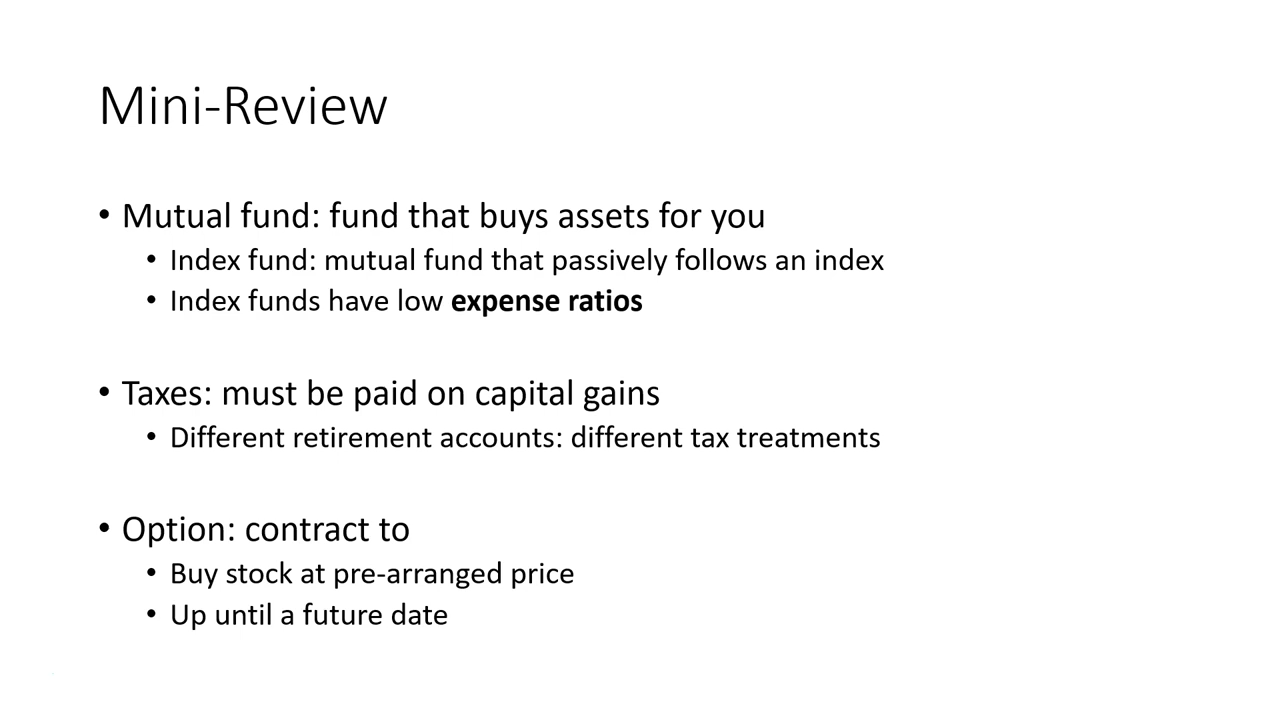 Mini-Review
• Mutual fund: fund that buys assets for you
• Index fund: mutual fund that passively follows an index
• Index funds have low expense ratios
• Taxes: must be paid on capital gains
• Different retirement accounts: different tax treatments
• Option: contract to
• Buy stock at pre-arranged price
• Up until a future date